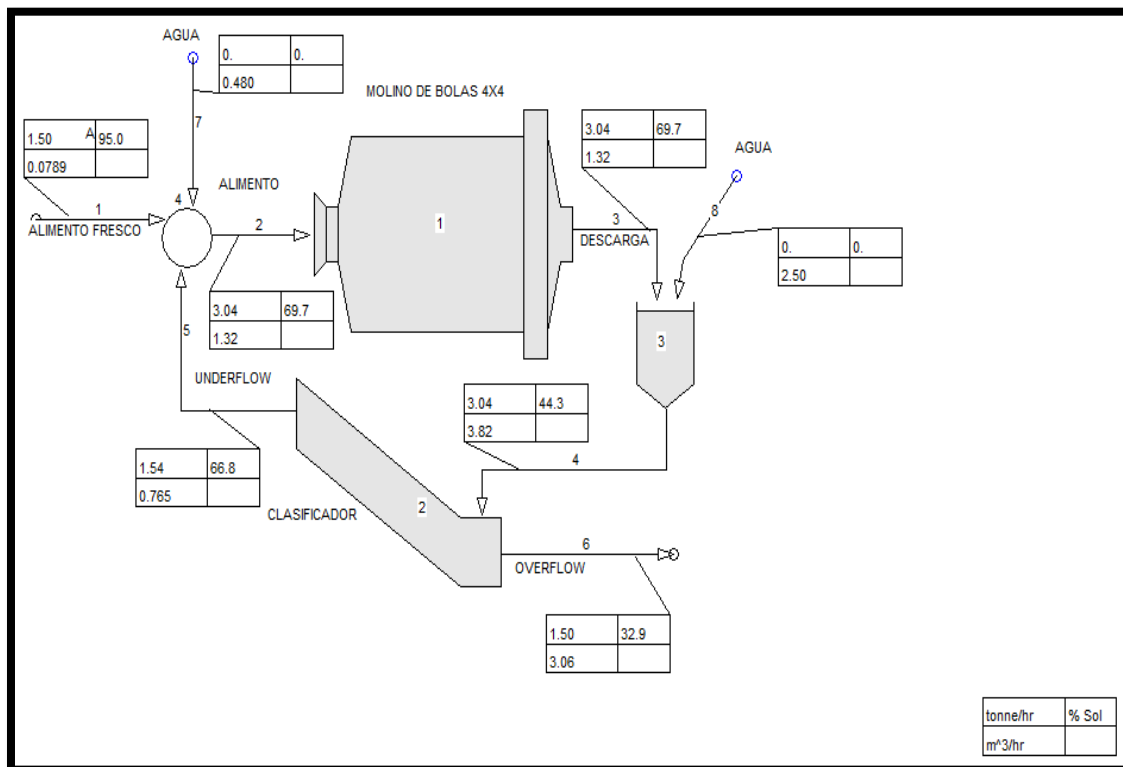 AGUA
0. 0.
0.480
7
MOLINO DE BOLAS 4X4
1.50 A 95.0
0.0789
3.04 69.7
1.32
AGUA
4
ALIMENTO
1
ALIMENTO FRESCO
2
1
3
DESCARGA
8
0. 0.
2.50
3.04 69.7
1.32
5
3
UNDERFLOW
3.04 44.3
3.82
4
1.54 66.8
0.765
2
CLASIFICADOR
6
OVERFLOW
1.50 32.9
3.06
tonne/hr % Sol
m^3/hr